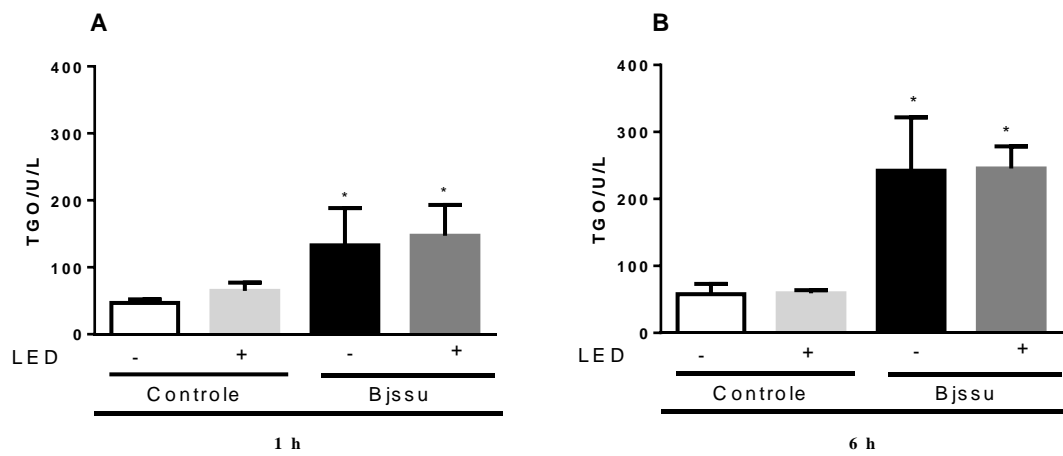 A
TGO/U/L
400
300
200
100
0
* *
LED - + - +
Controle Bjssu
1 h
B
TGO/U/L
400
300
200
100
0
* *
LED - + - +
Controle Bjssu
6 h